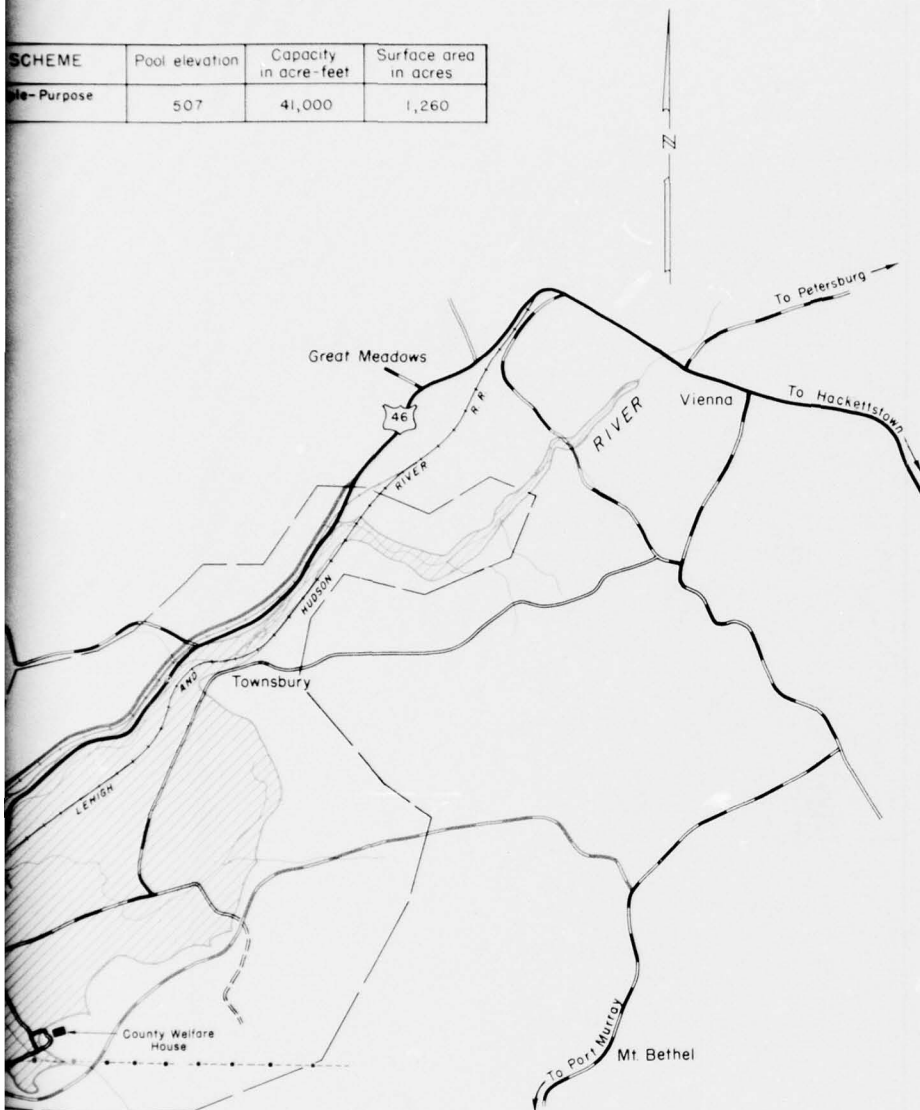 SCHEME
Pool elevation
Capacity
in acre-feet
Surface area
in acres
ple-Purpose
507
41,000
1,260
N
To Petersburg
Great Meadows
46
R.R.
RIVER
Vienna
To Hackettstown
RIVER
HUDSON
AND
Townsbury
LEHIGH
County Welfare
House
To Port Murray
Mt. Bethel